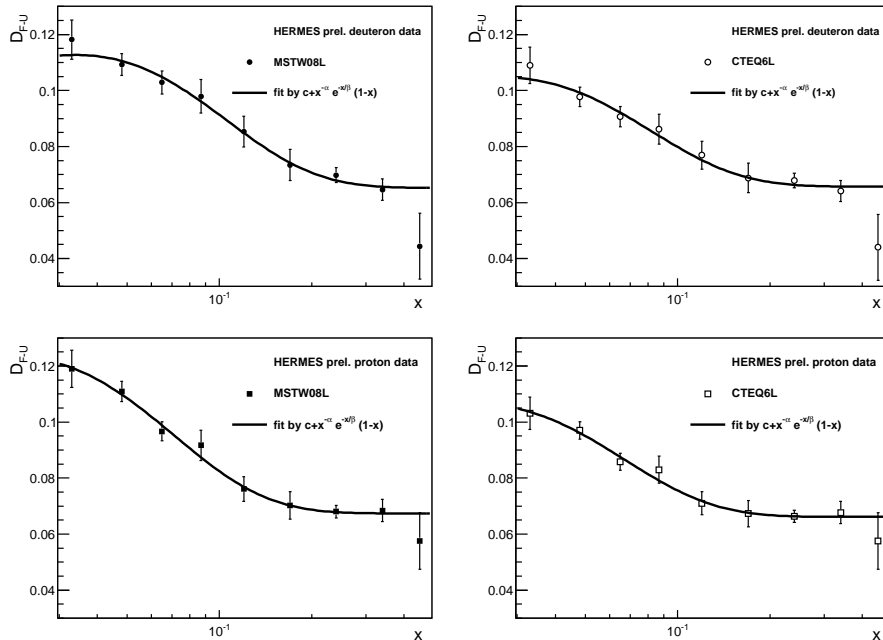 D_{F-U}
0.12
0.1
0.08
0.06
0.04
HERMES prel. deuteron data
MSTW08L
fit by c+x^{-α} e^{-x/β} (1-x)
10^{-1}
x
D_{F-U}
0.12
0.1
0.08
0.06
0.04
HERMES prel. deuteron data
CTEQ6L
fit by c+x^{-α} e^{-x/β} (1-x)
10^{-1}
x
D_{F-U}
0.12
0.1
0.08
0.06
0.04
HERMES prel. proton data
MSTW08L
fit by c+x^{-α} e^{-x/β} (1-x)
10^{-1}
x
D_{F-U}
0.12
0.1
0.08
0.06
0.04
HERMES prel. proton data
CTEQ6L
fit by c+x^{-α} e^{-x/β} (1-x)
10^{-1}
x